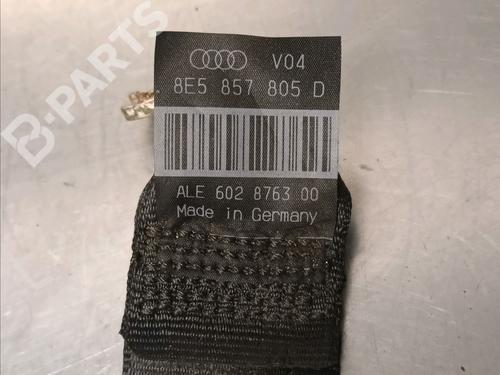 V04
8E5 857 805 D
ALE 602 8763 00
Made in Germany
B-PARTS